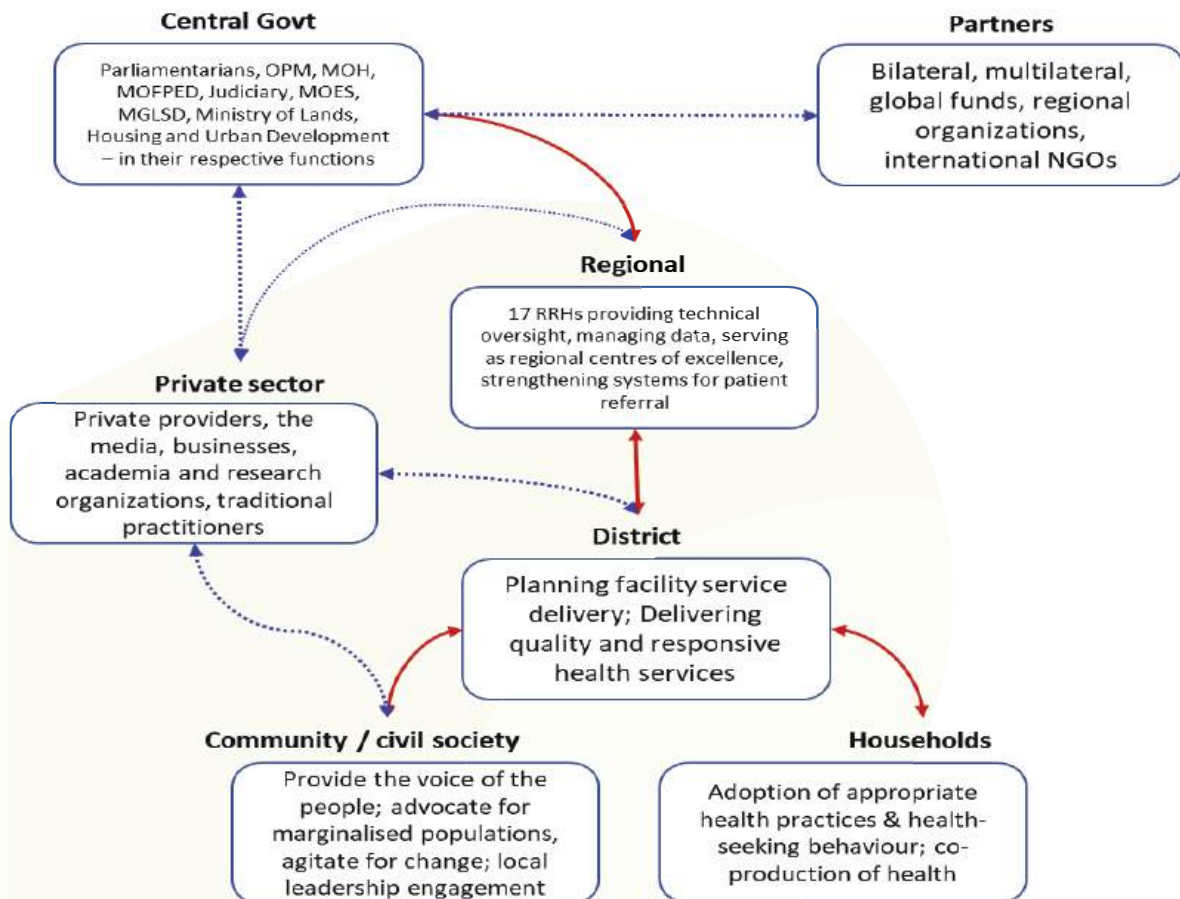 Central Govt
Parliamentarians, OPM, MOH,
MOFPED, Judiciary, MOES,
MGLSD, Ministry of Lands,
Housing and Urban Development
– in their respective functions
Partners
Bilateral, multilateral,
global funds, regional
organizations,
international NGOs
Regional
17 RRHs providing technical
oversight, managing data, serving
as regional centres of excellence,
strengthening systems for patient
referral
Private sector
Private providers, the
media, businesses,
academia and research
organizations, traditional
practitioners
District
Planning facility service
delivery; Delivering
quality and responsive
health services
Community / civil society
Provide the voice of the
people; advocate for
marginalised populations,
agitate for change; local
leadership engagement
Households
Adoption of appropriate
health practices & health-
seeking behaviour; co-
production of health